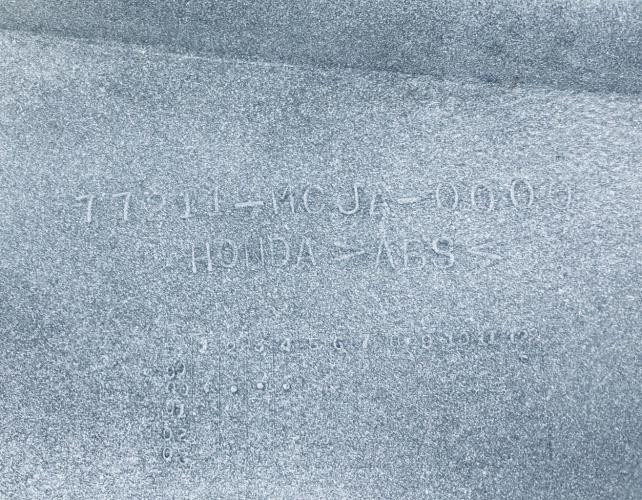 77211-MCJA-0000
HONDA >ABS<
1 2 3 4 5 6 7 8 9 10 11 12